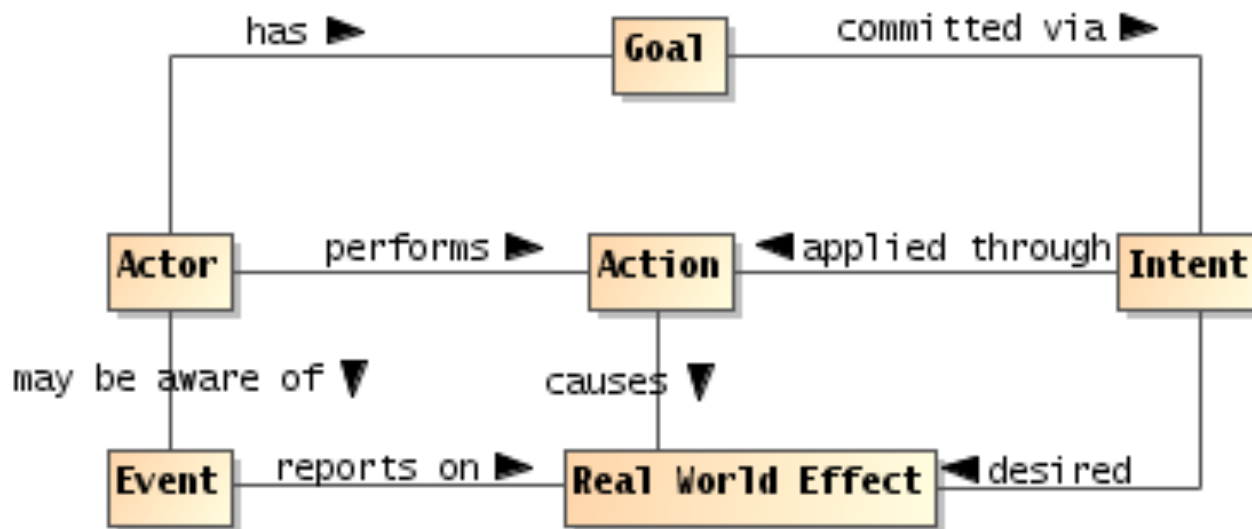 has
committed via
Goal
performs
applied through
Actor
Action
Intent
may be aware of
causes
reports on
desired
Event
Real World Effect